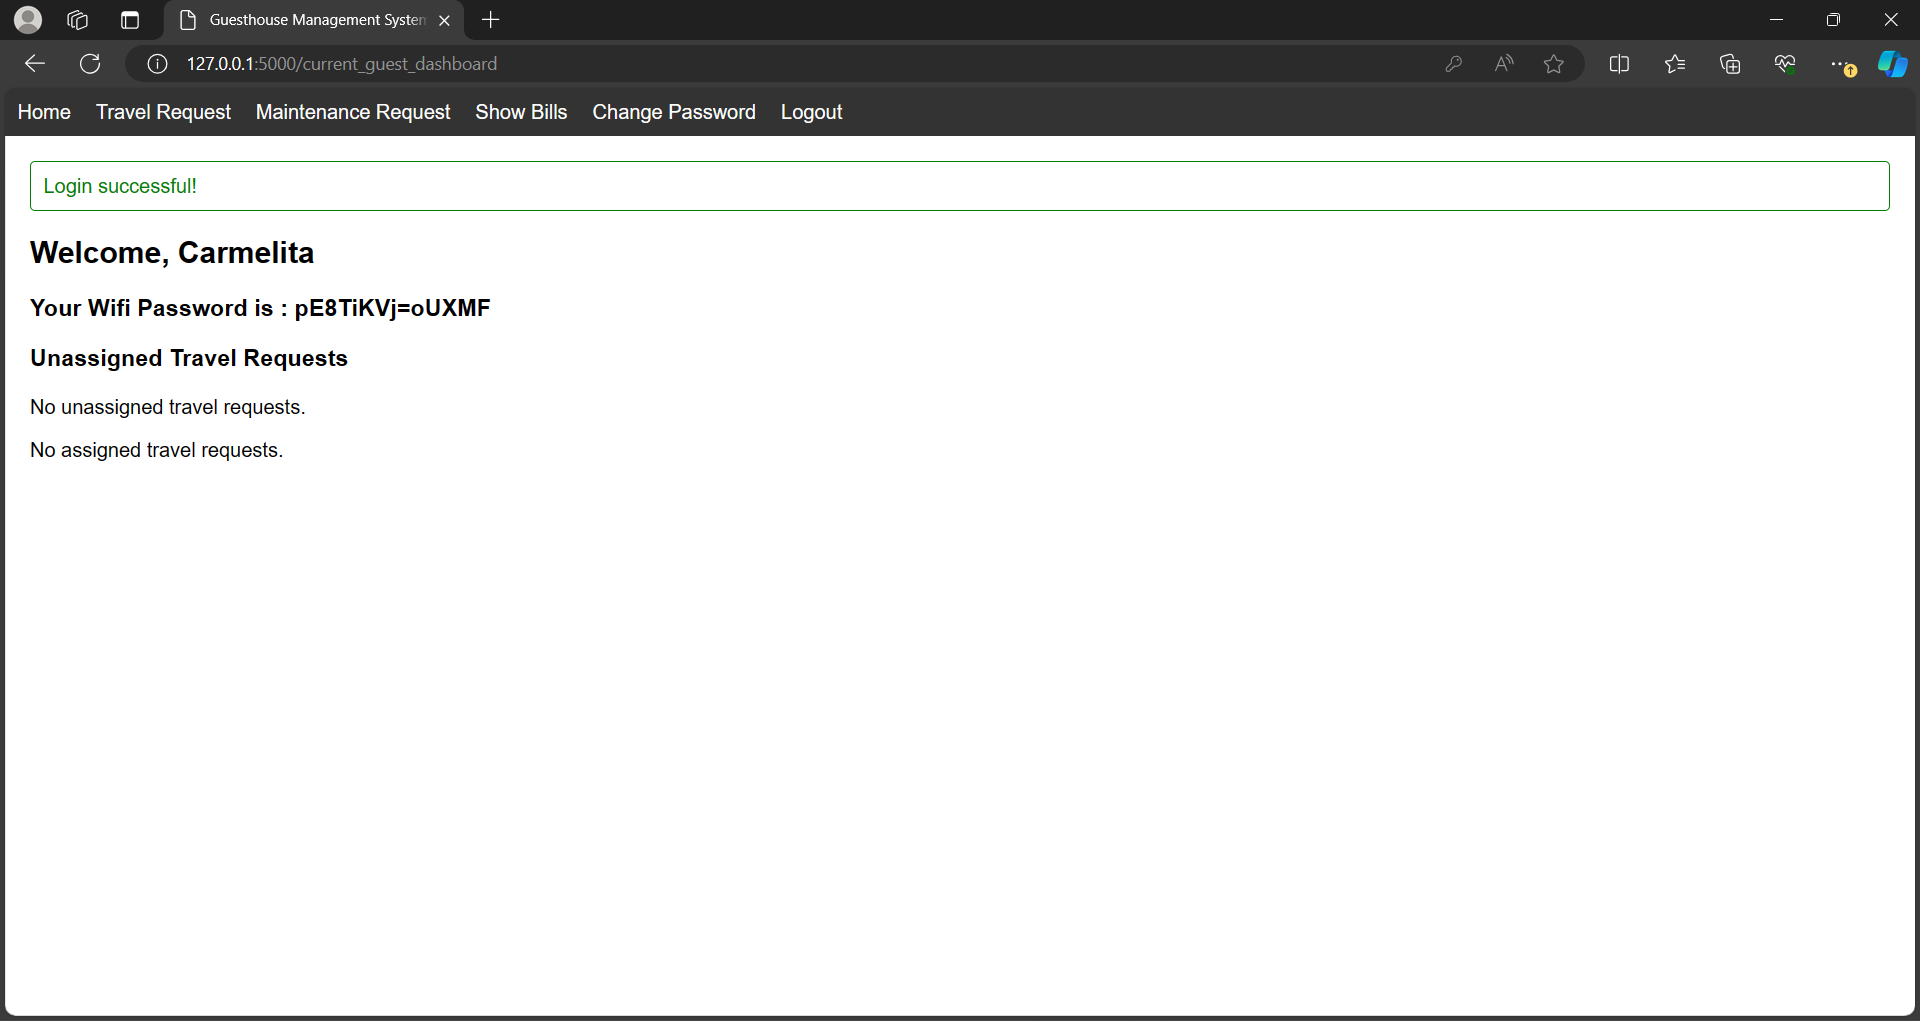 Guesthouse Management System
127.0.0.1:5000/current_guest_dashboard
Home Travel Request Maintenance Request Show Bills Change Password Logout
Login successful!
Welcome, Carmelita
Your Wifi Password is : pE8TiKVj=oUXMF
Unassigned Travel Requests
No unassigned travel requests.
No assigned travel requests.